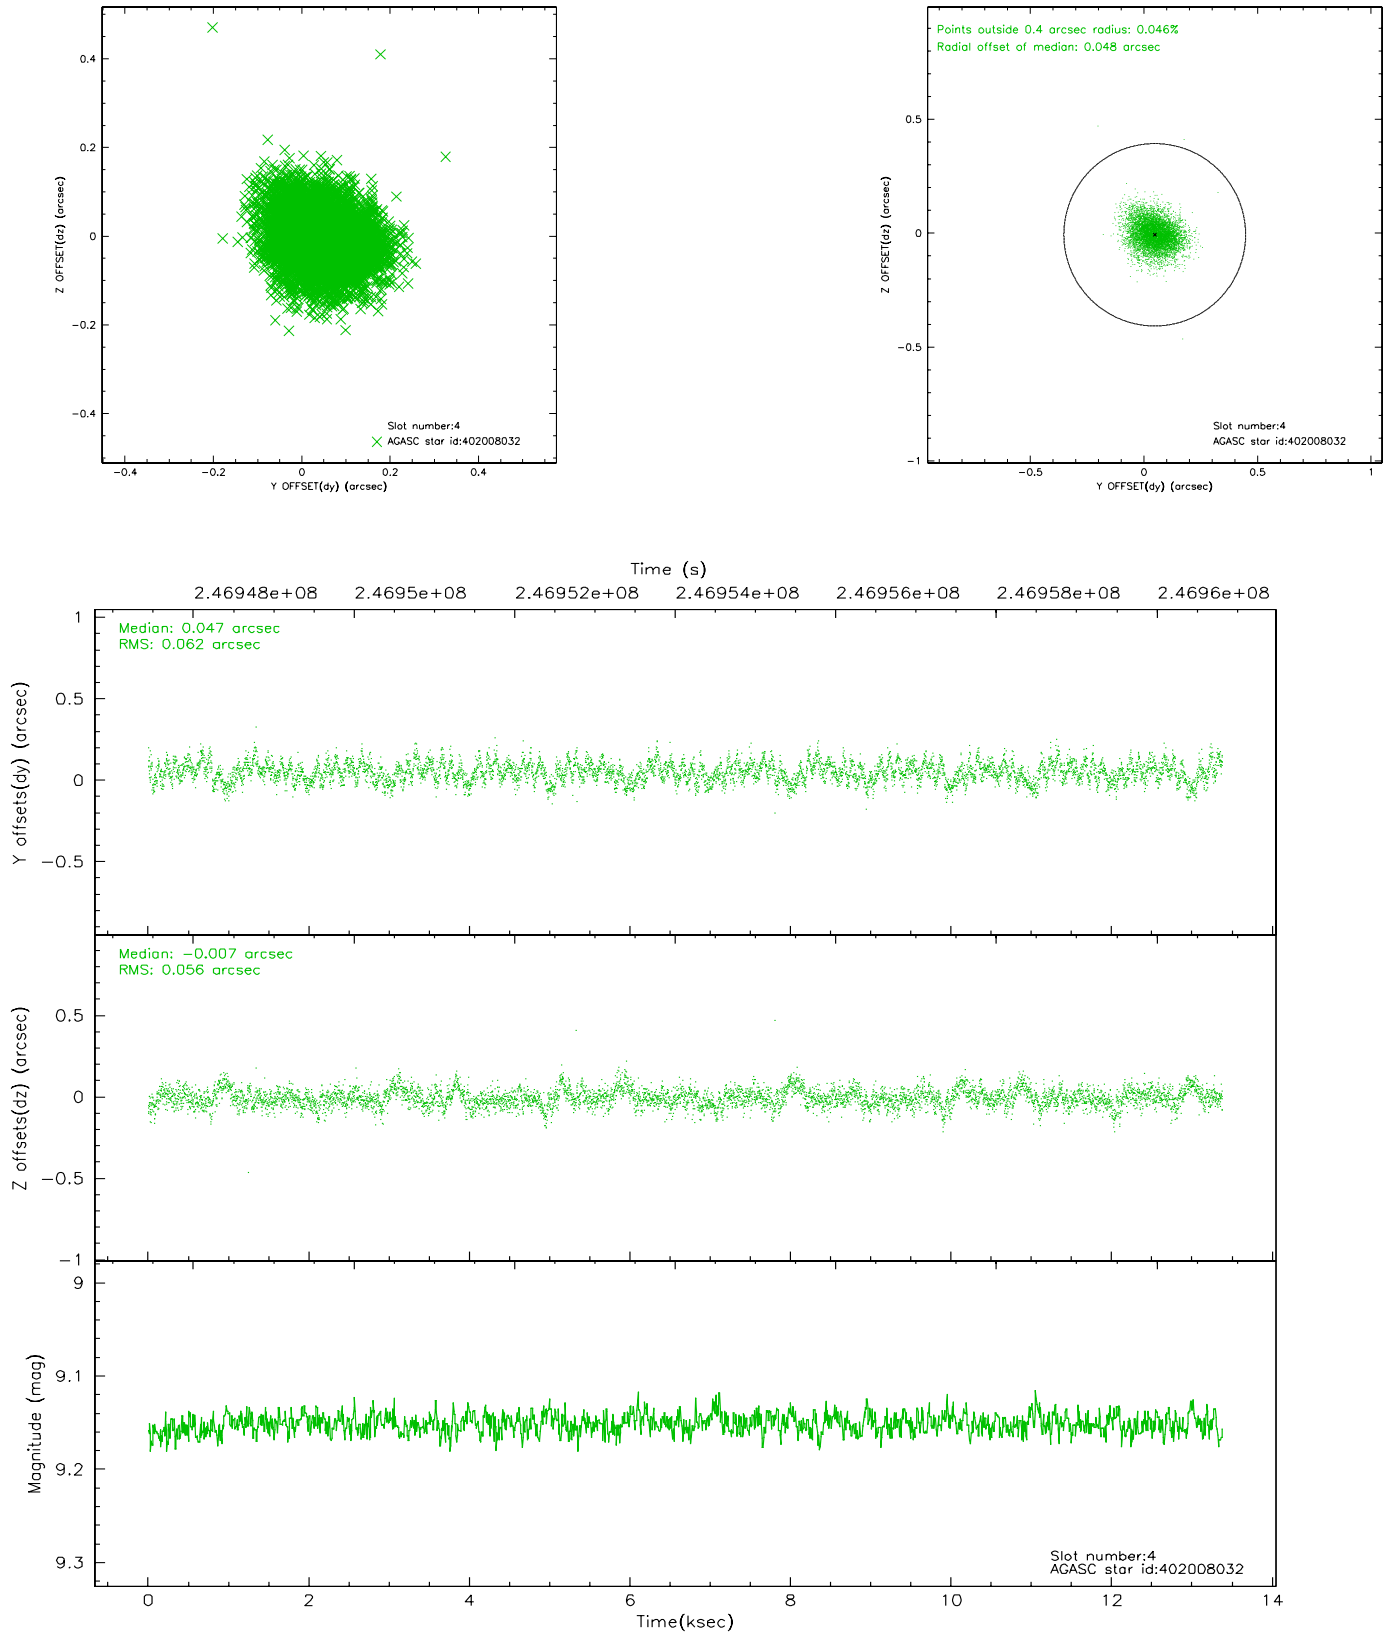 0.4
0.2
0
−0.2
−0.4
Z OFFSET(dz) (arcsec)
Slot number:4
AGASC star id:402008032
−0.4 −0.2 0 0.2 0.4
Y OFFSET(dy) (arcsec)
Points outside 0.4 arcsec radius: 0.046%
Radial offset of median: 0.048 arcsec
0.5
0
−0.5
−1
Z OFFSET(dz) (arcsec)
Slot number:4
AGASC star id:402008032
−0.5 0 0.5 1
Y OFFSET(dy) (arcsec)
Time (s)
2.46948e+08 2.4695e+08 2.46952e+08 2.46954e+08 2.46956e+08 2.46958e+08 2.4696e+08
Median: 0.047 arcsec
RMS: 0.062 arcsec
1
0.5
0
−0.5
Y offsets(dy) (arcsec)
Median: −0.007 arcsec
RMS: 0.056 arcsec
0.5
0
−0.5
−1
Z offsets(dz) (arcsec)
9
9.1
9.2
9.3
Magnitude (mag)
Slot number:4
AGASC star id:402008032
0 2 4 6 8 10 12 14
Time(ksec)